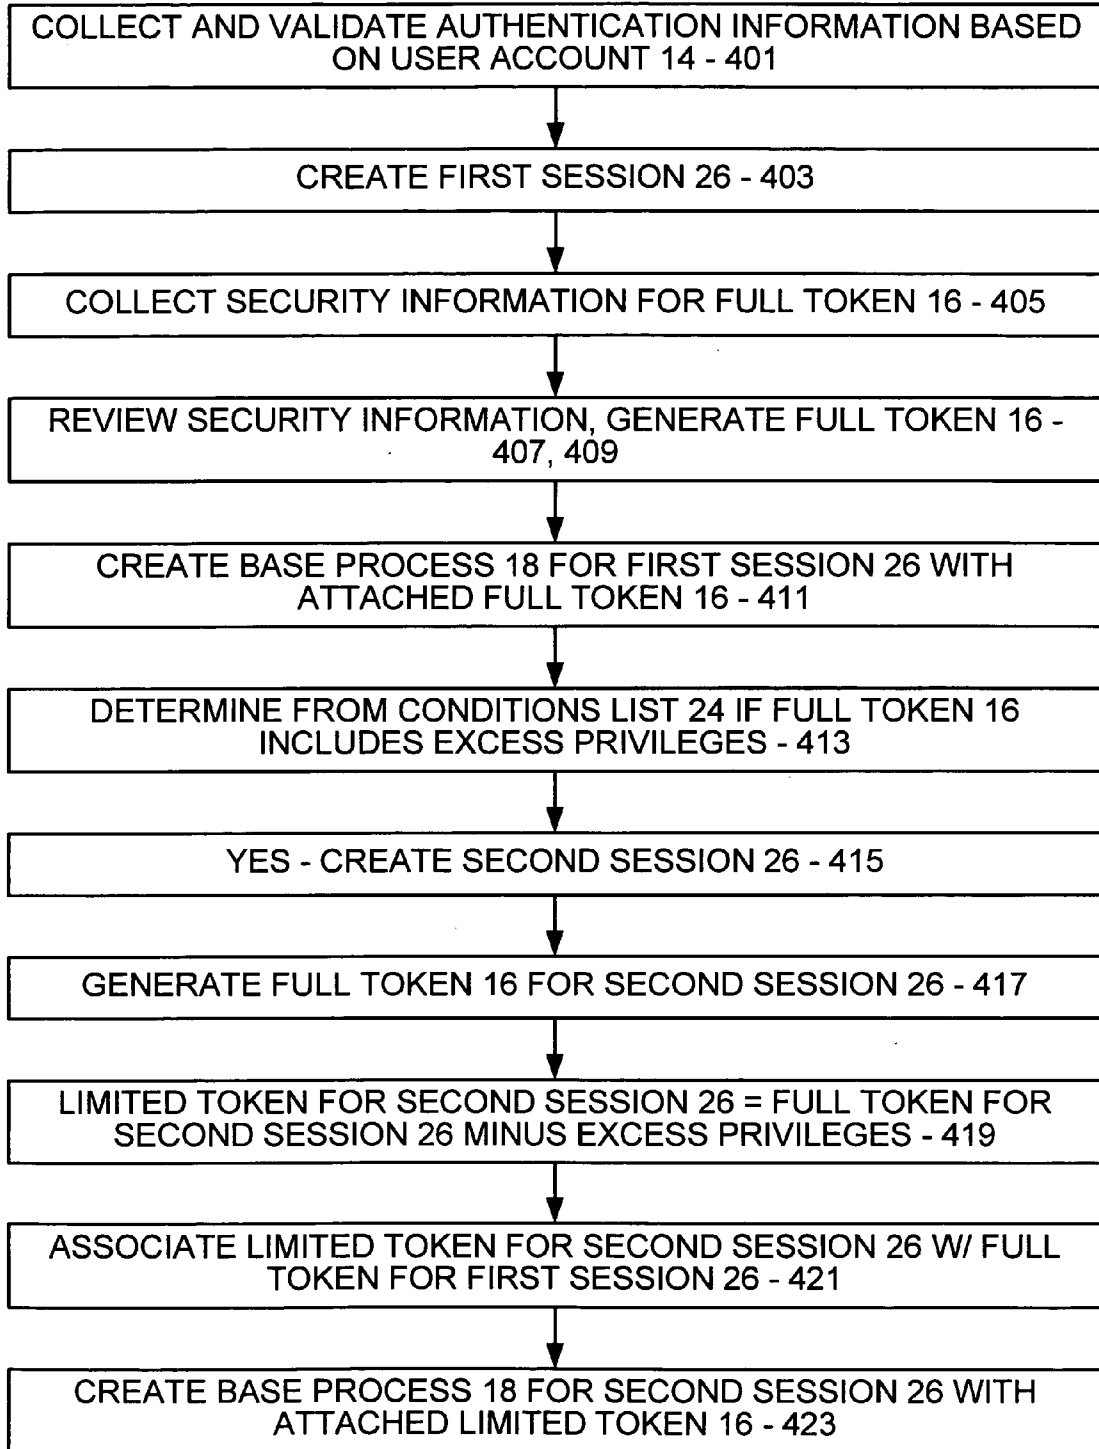 COLLECT AND VALIDATE AUTHENTICATION INFORMATION BASED
ON USER ACCOUNT 14 - 401
CREATE FIRST SESSION 26 - 403
COLLECT SECURITY INFORMATION FOR FULL TOKEN 16 - 405
REVIEW SECURITY INFORMATION, GENERATE FULL TOKEN 16 -
407, 409
CREATE BASE PROCESS 18 FOR FIRST SESSION 26 WITH
ATTACHED FULL TOKEN 16 - 411
DETERMINE FROM CONDITIONS LIST 24 IF FULL TOKEN 16
INCLUDES EXCESS PRIVILEGES - 413
YES - CREATE SECOND SESSION 26 - 415
GENERATE FULL TOKEN 16 FOR SECOND SESSION 26 - 417
LIMITED TOKEN FOR SECOND SESSION 26 = FULL TOKEN FOR
SECOND SESSION 26 MINUS EXCESS PRIVILEGES - 419
ASSOCIATE LIMITED TOKEN FOR SECOND SESSION 26 W/ FULL
TOKEN FOR FIRST SESSION 26 - 421
CREATE BASE PROCESS 18 FOR SECOND SESSION 26 WITH
ATTACHED LIMITED TOKEN 16 - 423